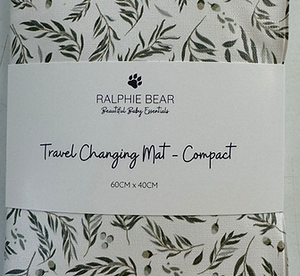 RALPHIE BEAR
Beautiful Baby Essentials
Travel Changing Mat - Compact
60CM x 40CM